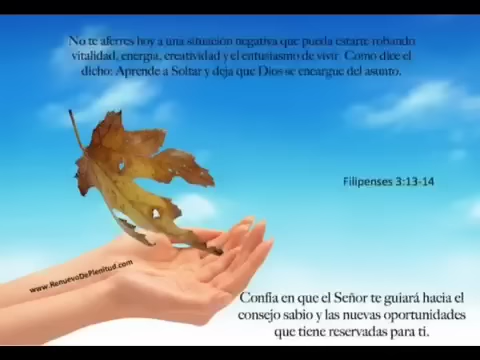 No te aferres hoy a una situación negativa que pueda estarte robando
vitalidad, energía, creatividad y el entusiasmo de vivir Como dice el
dicho: Aprende a Soltar y deja que Dios se encargue del asunto.
Filipenses 3:13-14
www.RenuevoDePlenitud.com
Confía en que el Señor te guiará hacia el
consejo sabio y las nuevas oportunidades
que tiene reservadas para ti.